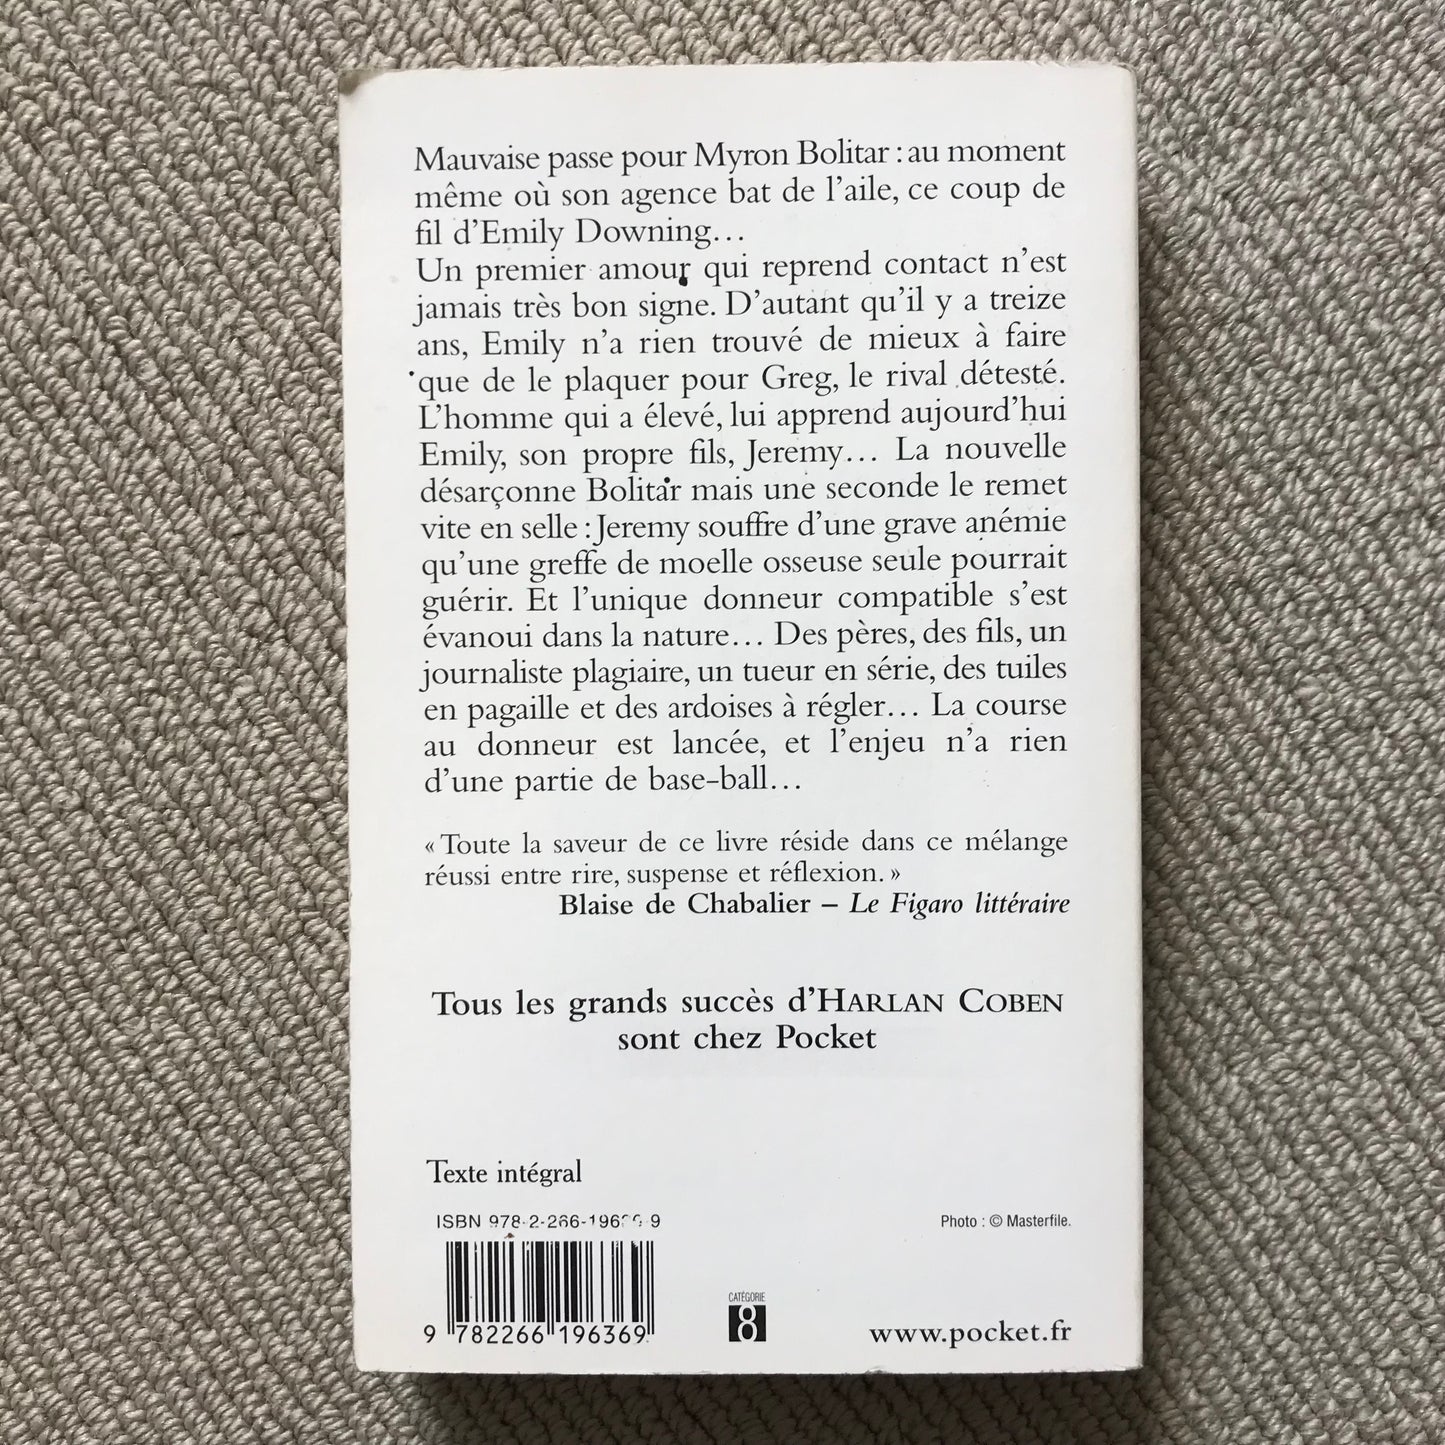 Mauvaise passe pour Myron Bolitar : au moment
même où son agence bat de l'aile, ce coup de
fil d'Emily Downing…
Un premier amour qui reprend contact n'est
jamais très bon signe. D'autant qu'il y a treize
ans, Emily n'a rien trouvé de mieux à faire
que de le plaquer pour Greg, le rival détesté.
L'homme qui a élevé, lui apprend aujourd'hui
Emily, son propre fils, Jeremy… La nouvelle
désarçonne Bolitar mais une seconde le remet
vite en selle : Jeremy souffre d'une grave anémie
qu'une greffe de moelle osseuse seule pourrait
guérir. Et l'unique donneur compatible s'est
évanoui dans la nature… Des pères, des fils, un
journaliste plagiaire, un tueur en série, des tuiles
en pagaille et des ardoises à régler… La course
au donneur est lancée, et l'enjeu n'a rien
d'une partie de base-ball…
« Toute la saveur de ce livre réside dans ce mélange
réussi entre rire, suspense et réflexion. »
Blaise de Chabalier – Le Figaro littéraire
Tous les grands succès d'HARLAN COBEN
sont chez Pocket
Texte intégral
ISBN
Photo : © Masterfile.
9 782266 196369
CATÉGORIE
8
www.pocket.fr